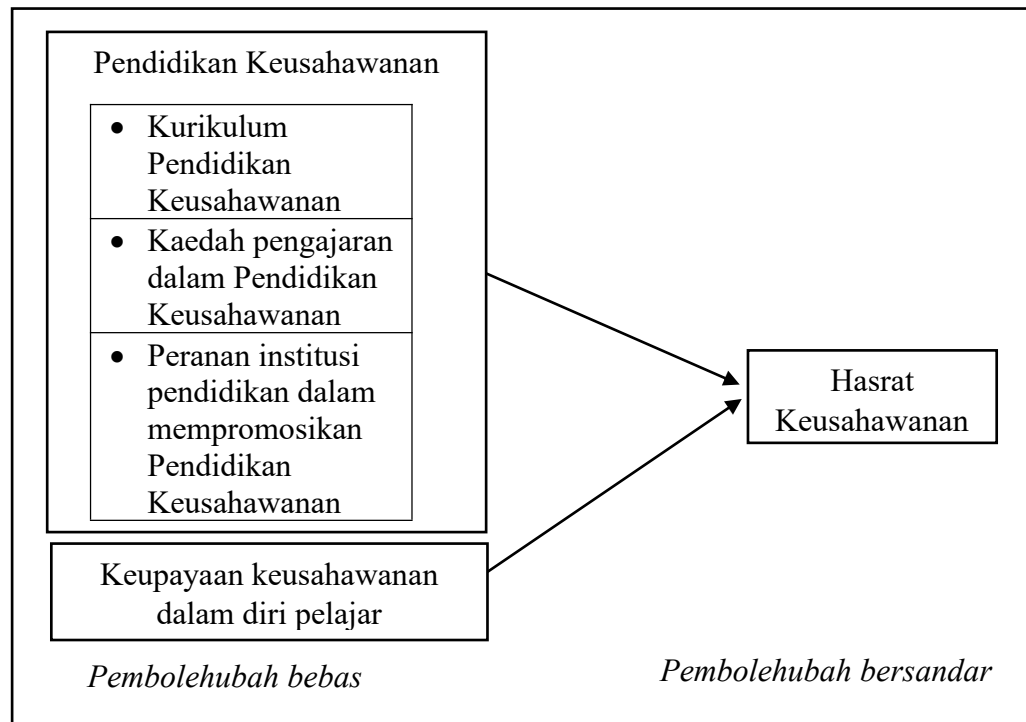 Pendidikan Keusahawanan
• Kurikulum
Pendidikan
Keusahawanan
• Kaedah pengajaran
dalam Pendidikan
Keusahawanan
• Peranan institusi
pendidikan dalam
mempromosikan
Pendidikan
Keusahawanan
Keupayaan keusahawanan
dalam diri pelajar
Pembolehubah bebas
Hasrat
Keusahawanan
Pembolehubah bersandar